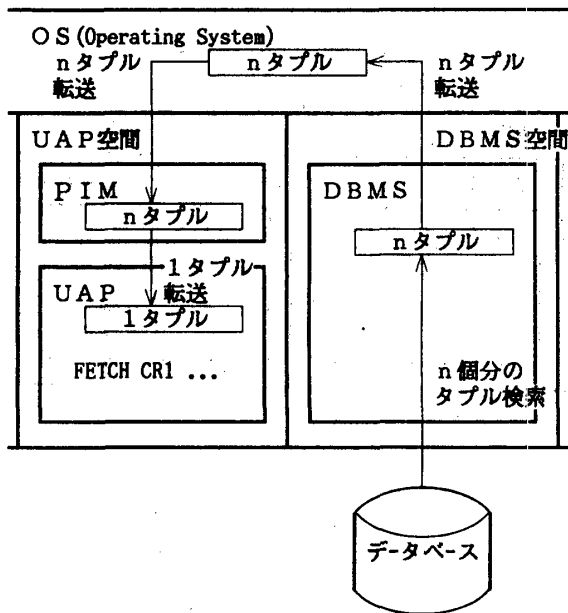 OS(Operating System)
nタプル
転送
nタプル
nタプル
転送
UAP空間
DBMS空間
PIM
nタプル
DBMS
nタプル
1タプル
転送
UAP
1タプル
FETCH CR1 ...
n個分の
タプル検索
データベース